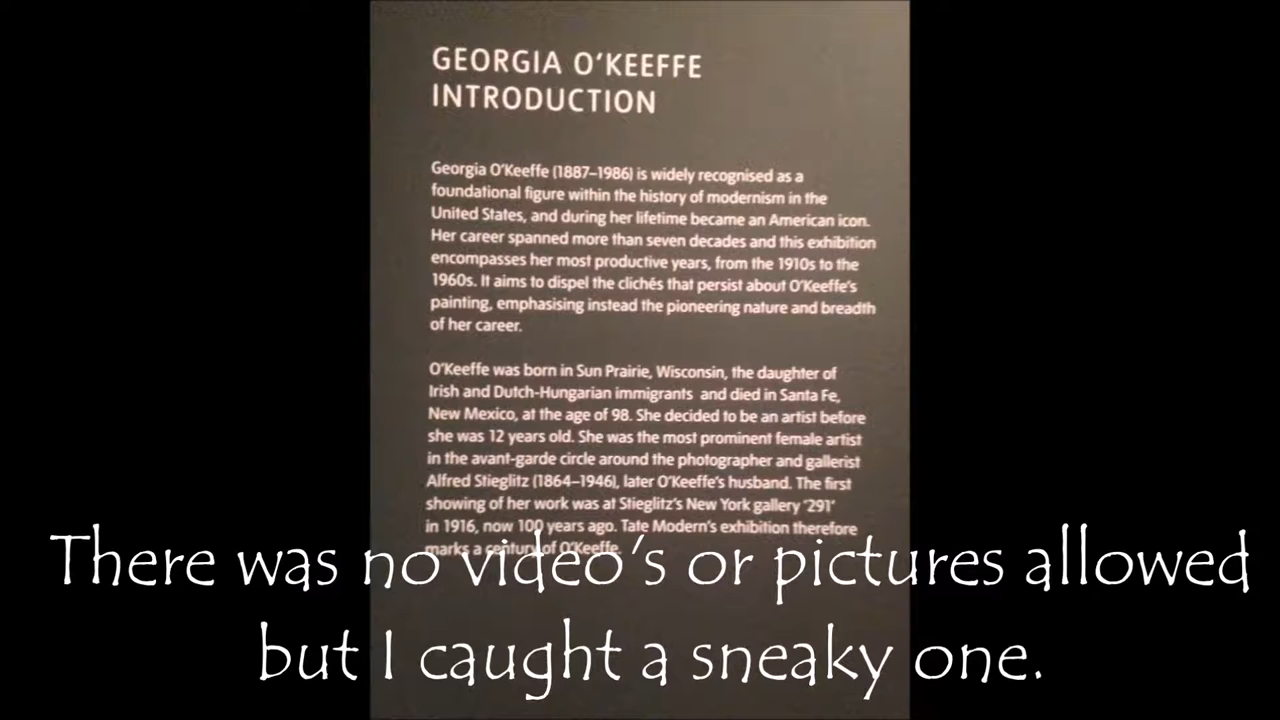 GEORGIA O'KEEFFE
INTRODUCTION
Georgia O'Keeffe (1887–1986) is widely recognised as a
foundational figure within the history of modernism in the
United States, and during her lifetime became an American icon.
Her career spanned more than seven decades and this exhibition
encompasses her most productive years, from the 1910s to the
1960s. It aims to dispel the clichés that persist about O'Keeffe's
painting, emphasising instead the pioneering nature and breadth
of her career.
O'Keeffe was born in Sun Prairie, Wisconsin, the daughter of
Irish and Dutch-Hungarian immigrants and died in Santa Fe,
New Mexico, at the age of 98. She decided to be an artist before
she was 12 years old. She was the most prominent female artist
in the avant-garde circle around the photographer and gallerist
Alfred Stieglitz (1864–1946), later O'Keeffe's husband. The first
showing of her work was at Stieglitz's New York gallery '291'
in 1916, now 100 years ago. Tate Modern's exhibition therefore
marks a century of O'Keeffe.
There was no video's or pictures allowed
but I caught a sneaky one.